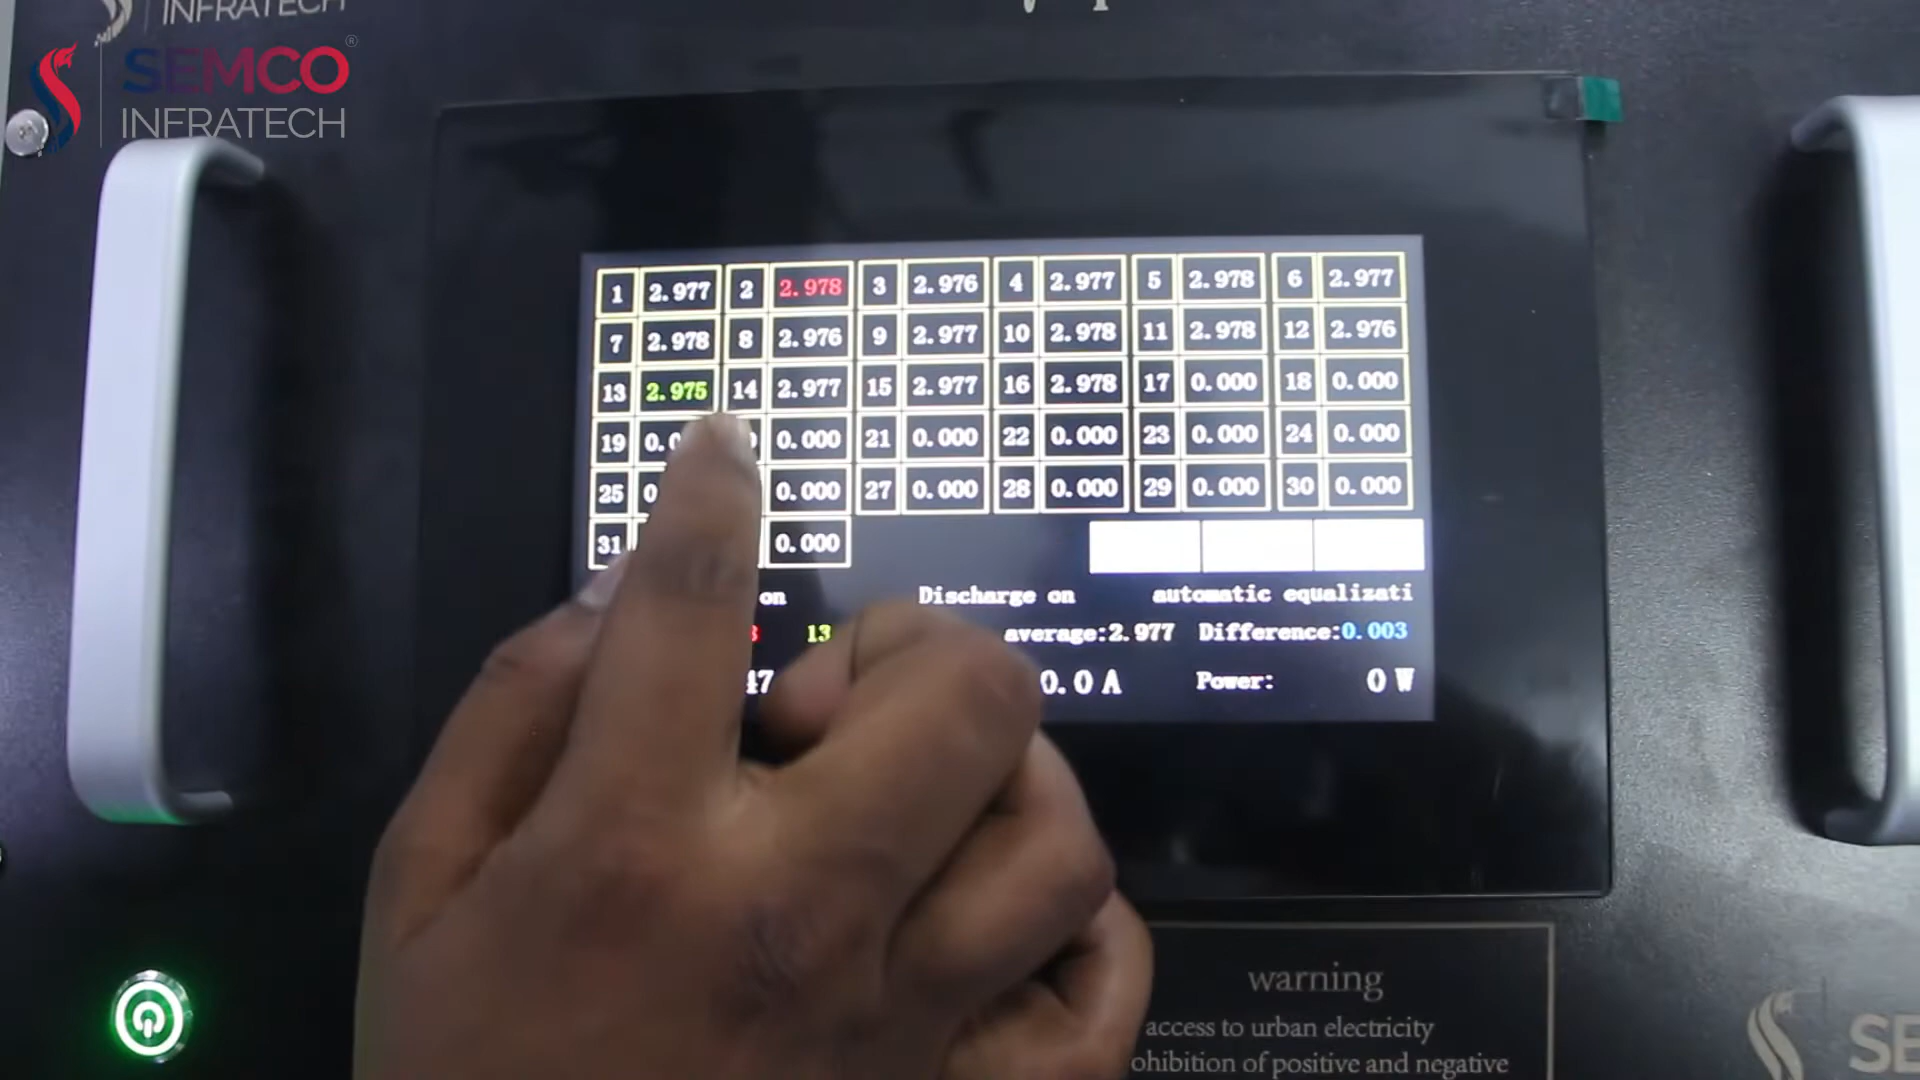 INFRATECH
SEMCO®
INFRATECH
1 2.977 2 2.978 3 2.976 4 2.977 5 2.978 6 2.977
7 2.978 8 2.976 9 2.977 10 2.978 11 2.978 12 2.976
13 2.975 14 2.977 15 2.977 16 2.978 17 0.000 18 0.000
19 0.0 0.000 21 0.000 22 0.000 23 0.000 24 0.000
25 0 0.000 27 0.000 28 0.000 29 0.000 30 0.000
31 0.000
on Discharge on automatic equalizati
13 average:2.977 Difference:0.003
47 0.0 A Power: 0 W
warning
access to urban electricity
ohibition of positive and negative
SE